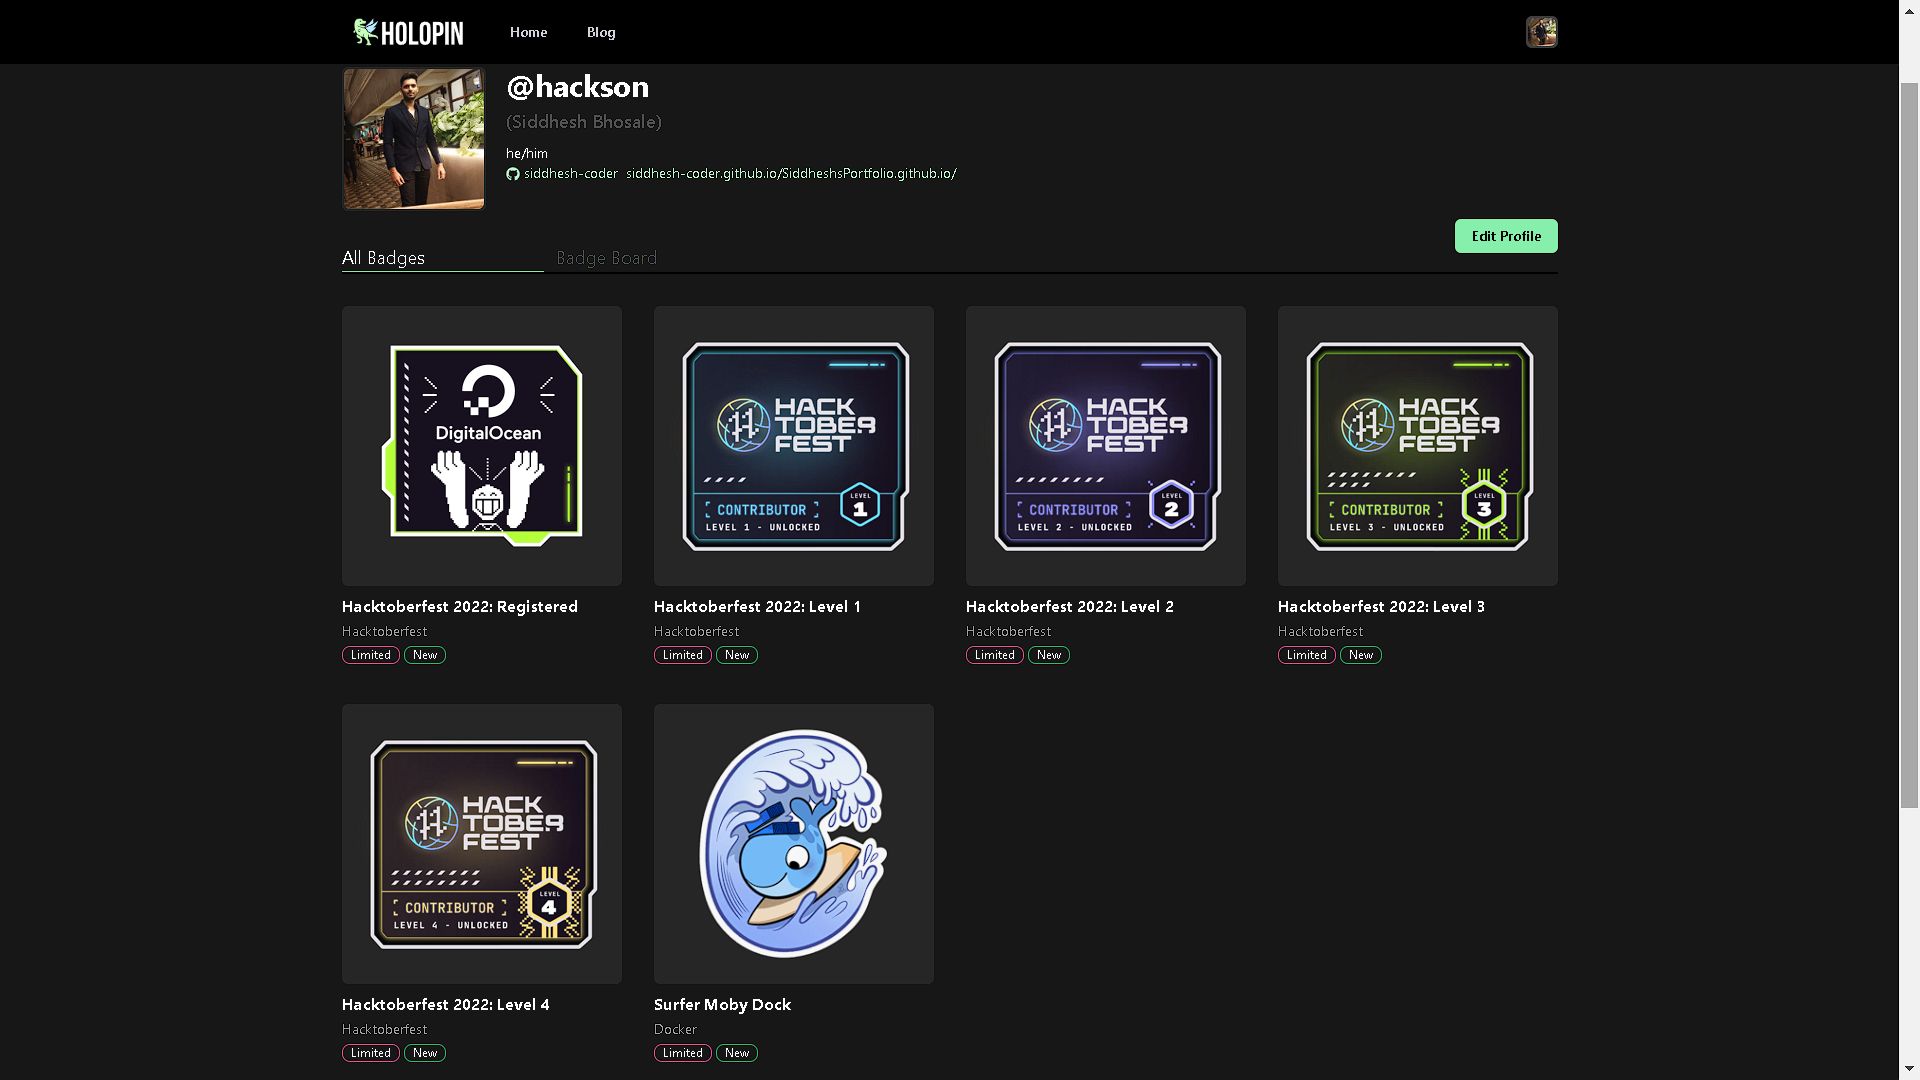 HOLOPIN
Home
Blog
@hackson
(Siddhesh Bhosale)
he/him
siddhesh-coder siddhesh-coder.github.io/SiddheshsPortfolio.github.io/
Edit Profile
All Badges
Badge Board
DigitalOcean
HACK
TOBER
FEST
CONTRIBUTOR
LEVEL 1 - UNLOCKED
LEVEL
1
HACK
TOBER
FEST
CONTRIBUTOR
LEVEL 2 - UNLOCKED
LEVEL
2
HACK
TOBER
FEST
CONTRIBUTOR
LEVEL 3 - UNLOCKED
LEVEL
3
Hacktoberfest 2022: Registered
Hacktoberfest
Limited New
Hacktoberfest 2022: Level 1
Hacktoberfest
Limited New
Hacktoberfest 2022: Level 2
Hacktoberfest
Limited New
Hacktoberfest 2022: Level 3
Hacktoberfest
Limited New
HACK
TOBER
FEST
CONTRIBUTOR
LEVEL 4 - UNLOCKED
LEVEL
4
Hacktoberfest 2022: Level 4
Hacktoberfest
Limited New
Surfer Moby Dock
Docker
Limited New